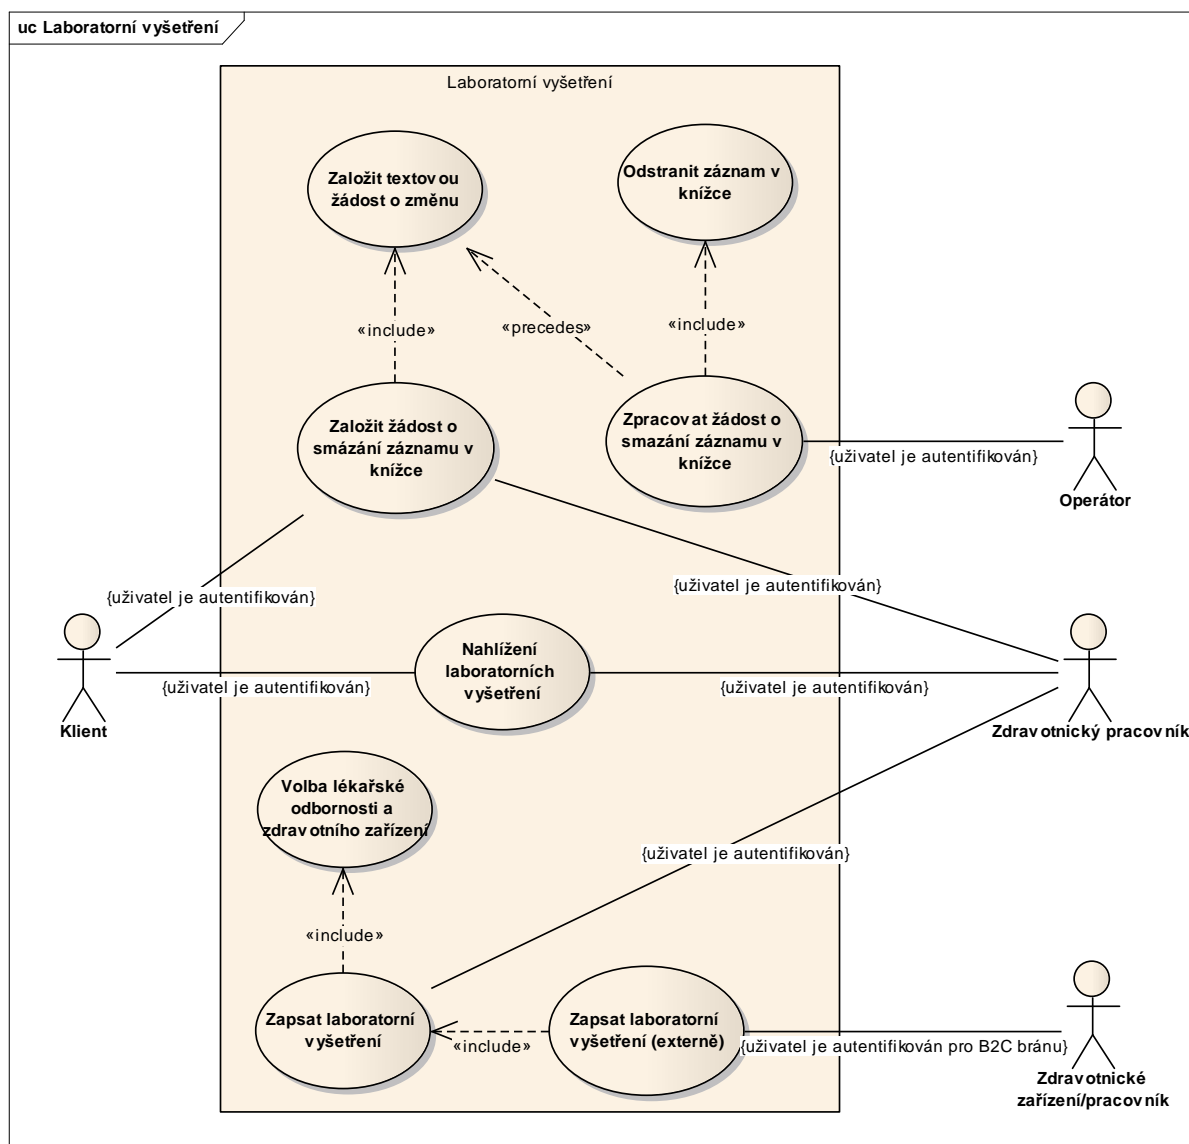 uc Laboratorní vyšetření
Laboratorní vyšetření
Založit textovou
žádost o změnu
Odstranit záznam v
knížce
«include»
«precedes»
«include»
Založit žádost o
smázání záznamu v
knížce
Zpracovat žádost o
smazání záznamu v
knížce
{uživatel je autentifikován}
Operátor
{uživatel je autentifikován}
{uživatel je autentifikován}
Nahlížení
laboratorních
vyšetření
{uživatel je autentifikován}
{uživatel je autentifikován}
Klient
Zdravotnický pracovník
Volba lékařské
odbornosti a
zdravotního zařízení
{uživatel je autentifikován}
«include»
Zapsat laboratorní
vyšetření
«include»
Zapsat laboratorní
vyšetření (externě)
{uživatel je autentifikován pro B2C bránu}
Zdravotnické
zařízení/pracovník